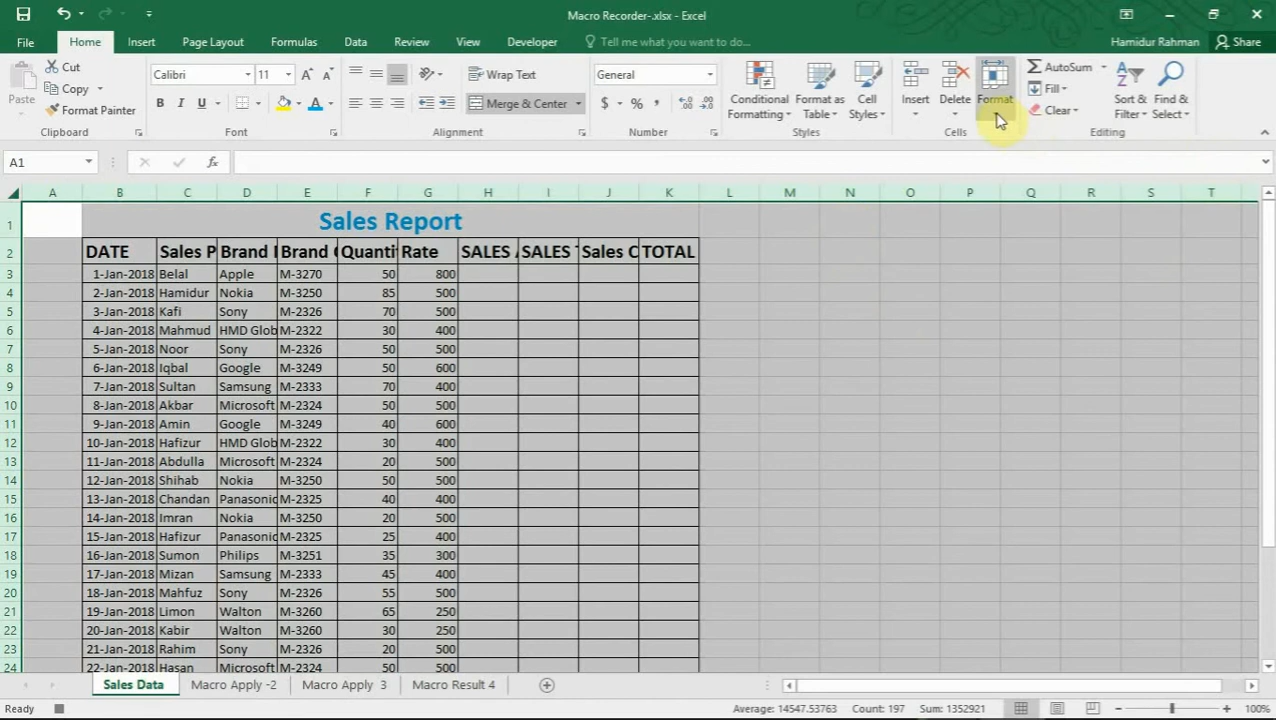 Macro Recorder-.xlsx - Excel
File Home Insert Page Layout Formulas Data Review View Developer Tell me what you want to do... Hamidur Rahman Share
Paste Cut Copy Format Painter Clipboard
Calibri 11 B I U A Font
Wrap Text Merge & Center Alignment
General $ % , Number
Conditional Formatting Format as Table Cell Styles Styles
Insert Delete Format Cells
AutoSum Fill Clear Sort & Filter Find & Select Editing
A1 fx
A B C D E F G H I J K L M N O P Q R S T
1 Sales Report
2 DATE Sales P Brand Brand Quanti Rate SALES SALES Sales C TOTAL
3 1-Jan-2018 Belal Apple M-3270 50 800
4 2-Jan-2018 Hamidur Nokia M-3250 85 500
5 3-Jan-2018 Kafi Sony M-2326 70 500
6 4-Jan-2018 Mahmud HMD Glob M-2322 30 400
7 5-Jan-2018 Noor Sony M-2326 50 500
8 6-Jan-2018 Iqbal Google M-3249 50 600
9 7-Jan-2018 Sultan Samsung M-2333 70 400
10 8-Jan-2018 Akbar Microsoft M-2324 50 500
11 9-Jan-2018 Amin Google M-3249 40 600
12 10-Jan-2018 Hafizur HMD Glob M-2322 30 400
13 11-Jan-2018 Abdulla Microsoft M-2324 20 500
14 12-Jan-2018 Shihab Nokia M-3250 50 500
15 13-Jan-2018 Chandan Panasonic M-2325 40 400
16 14-Jan-2018 Imran Nokia M-3250 20 500
17 15-Jan-2018 Hafizur Panasonic M-2325 25 400
18 16-Jan-2018 Sumon Philips M-3251 35 300
19 17-Jan-2018 Mizan Samsung M-2333 45 400
20 18-Jan-2018 Mahfuz Sony M-2326 55 500
21 19-Jan-2018 Limon Walton M-3260 65 250
22 20-Jan-2018 Kabir Walton M-3260 30 250
23 21-Jan-2018 Rahim Sony M-2326 20 500
24 22-Jan-2018 Hasan Microsoft M-2324 50 500
Sales Data Macro Apply -2 Macro Apply 3 Macro Result 4
Ready Average: 14547.53763 Count: 197 Sum: 1352921 100%